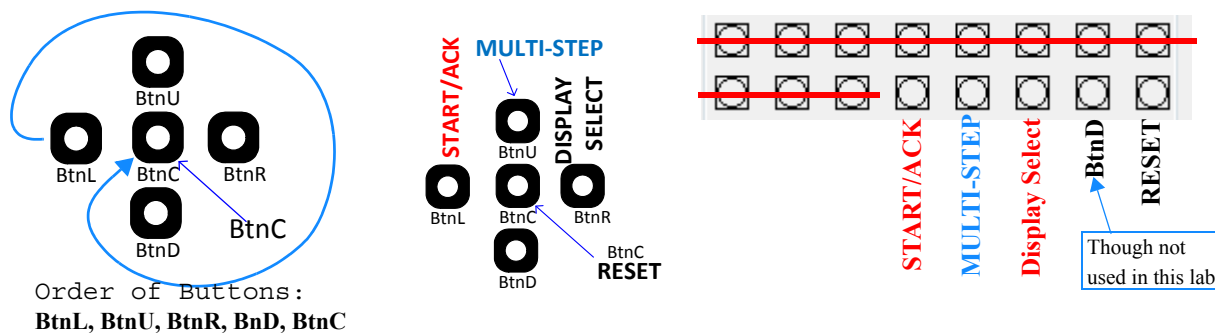 BtnU
BtnL
BtnC
BtnR
BtnD
BtnC
Order of Buttons:
BtnL, BtnU, BtnR, BnD, BtnC
MULTI-STEP
START/ACK
DISPLAY
SELECT
BtnU
BtnL
BtnC
BtnR
BtnD
BtnC
RESET
START/ACK
MULTI-STEP
Display Select
BtnD
RESET
Though not
used in this lab